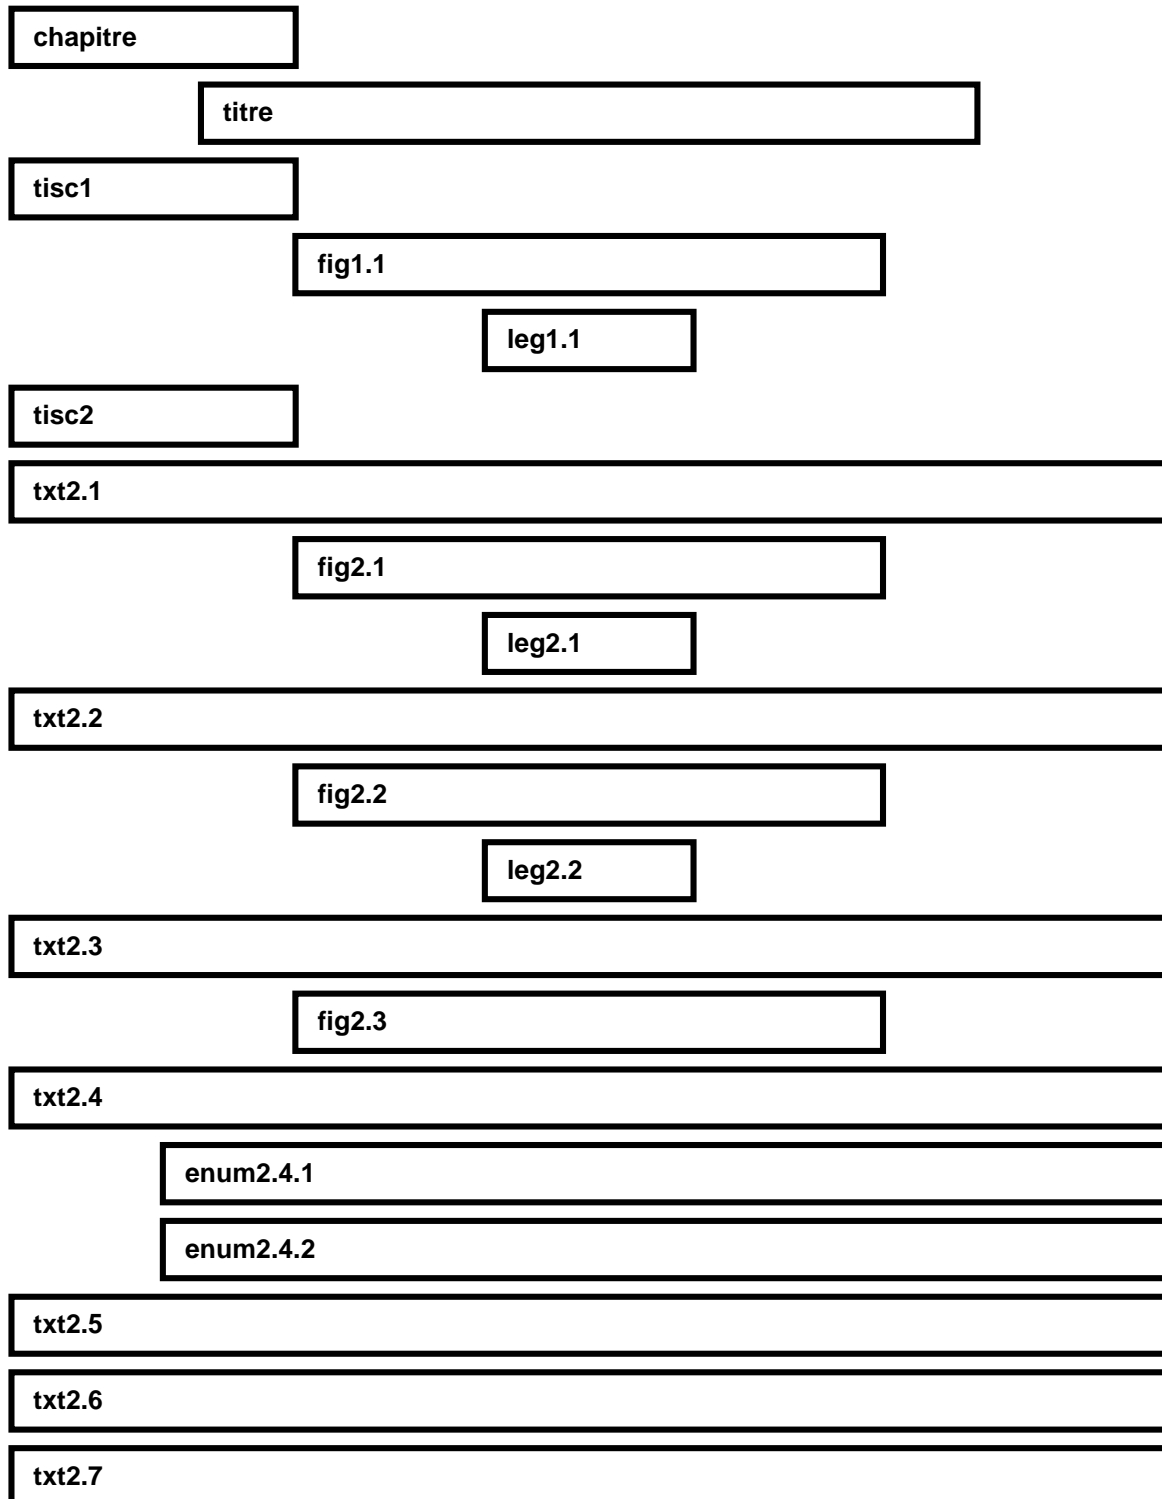 chapitre
titre
tisc1
fig1.1
leg1.1
tisc2
txt2.1
fig2.1
leg2.1
txt2.2
fig2.2
leg2.2
txt2.3
fig2.3
txt2.4
enum2.4.1
enum2.4.2
txt2.5
txt2.6
txt2.7